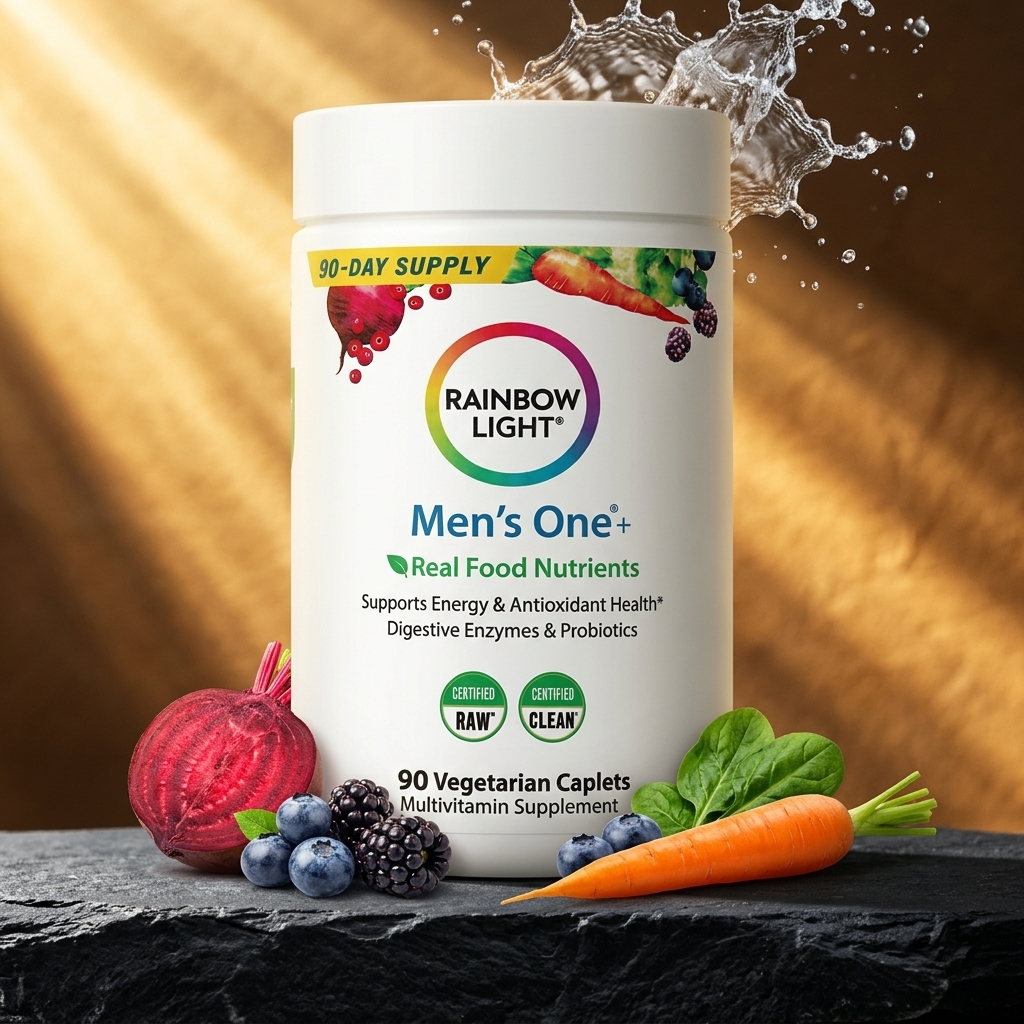 90-DAY SUPPLY
RAINBOW
LIGHT®
Men's One®+
Real Food Nutrients
Supports Energy & Antioxidant Health*
Digestive Enzymes & Probiotics
CERTIFIED
RAW™
CERTIFIED
CLEAN™
90 Vegetarian Caplets
Multivitamin Supplement